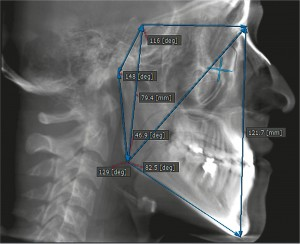 116 [deg]
148 [deg]
79.4 [mm]
46.9 [deg]
121.7 [mm]
82.5 [deg]
129 [deg]